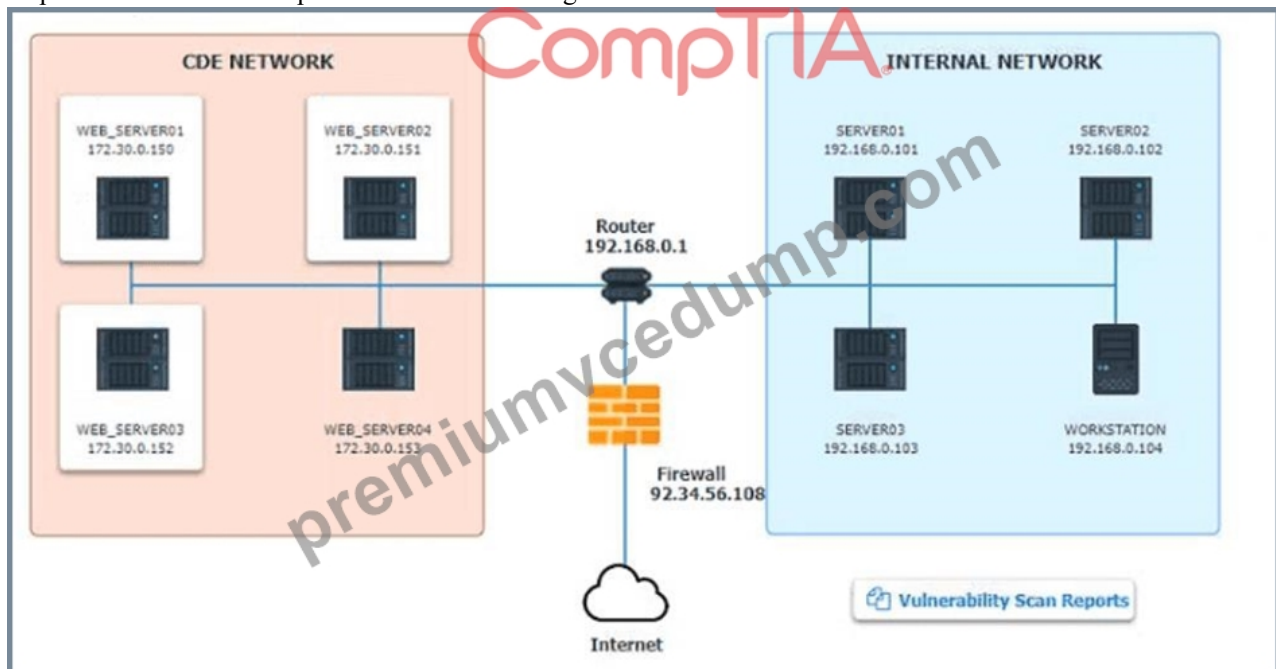 CompTIA
CDE NETWORK
INTERNAL NETWORK
WEB_SERVER01
172.30.0.150
WEB_SERVER02
172.30.0.151
SERVER01
192.168.0.101
SERVER02
192.168.0.102
Router
192.168.0.1
WEB_SERVER03
172.30.0.152
WEB_SERVER04
172.30.0.153
SERVER03
192.168.0.103
WORKSTATION
192.168.0.104
Firewall
92.34.56.108
Internet
Vulnerability Scan Reports
premiumvcedump.com